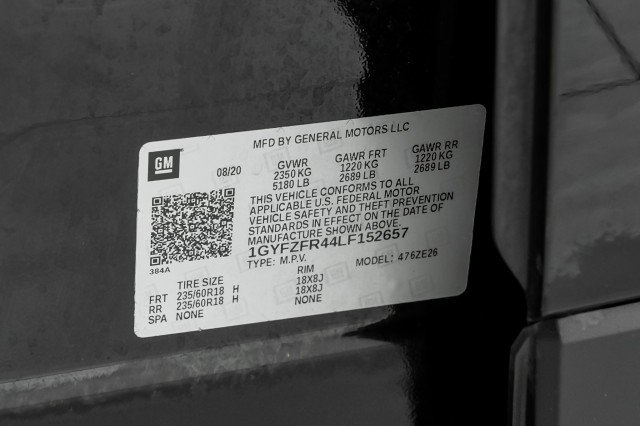 MFD BY GENERAL MOTORS LLC
GM
08/20
GVWR GAWR FRT GAWR RR
2350 KG 1220 KG 1220 KG
5180 LB 2689 LB 2689 LB
THIS VEHICLE CONFORMS TO ALL
APPLICABLE U.S. FEDERAL MOTOR
VEHICLE SAFETY AND THEFT PREVENTION
STANDARDS IN EFFECT ON THE DATE OF
MANUFACTURE SHOWN ABOVE.
1GYFZFR44LF152657
TYPE: M.P.V. MODEL: 476ZE26
384A
TIRE SIZE RIM
FRT 235/60R18 H 18X8J
RR 235/60R18 H 18X8J
SPA NONE NONE